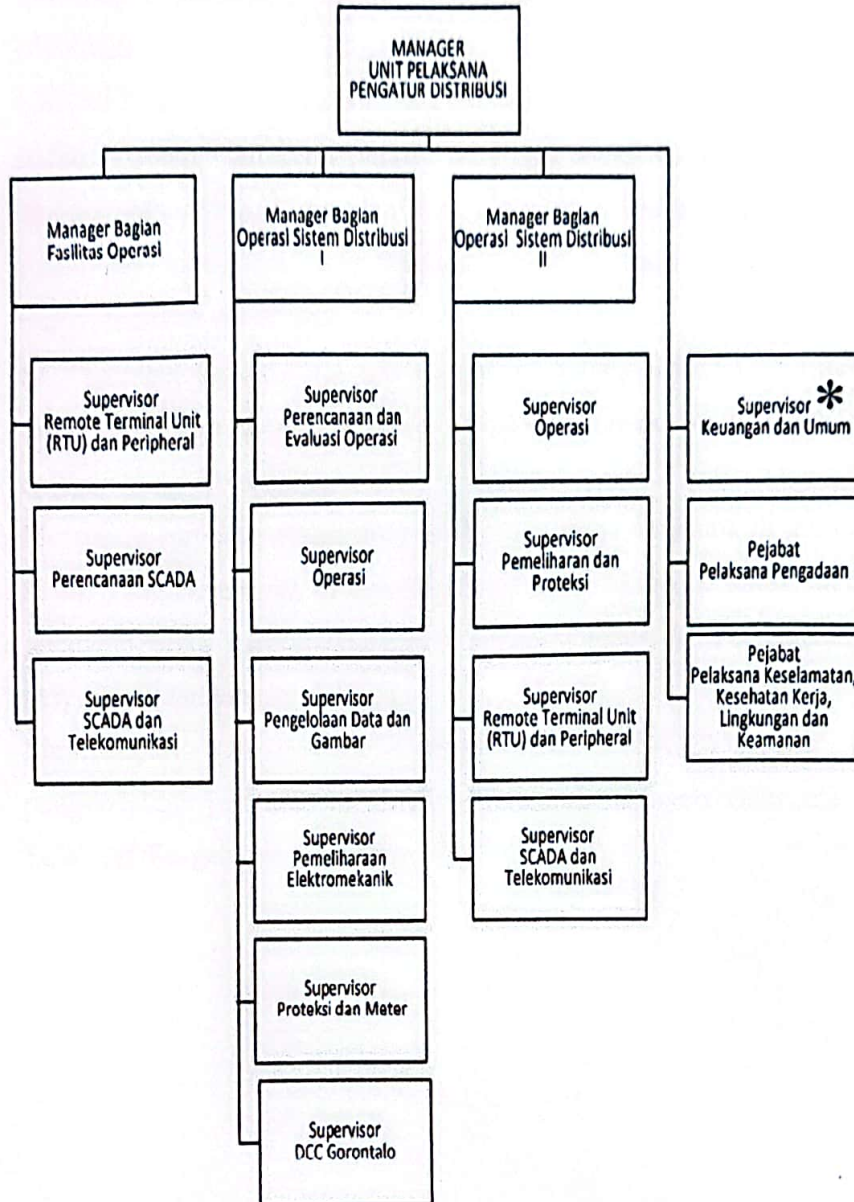 MANAGER
UNIT PELAKSANA
PENGATUR DISTRIBUSI
Manager Bagian
Fasilitas Operasi
Manager Bagian
Operasi Sistem Distribusi
I
Manager Bagian
Operasi Sistem Distribusi
II
Supervisor
Remote Terminal Unit
(RTU) dan Peripheral
Supervisor
Perencanaan SCADA
Supervisor
SCADA dan
Telekomunikasi
Supervisor
Perencanaan dan
Evaluasi Operasi
Supervisor
Operasi
Supervisor
Pengelolaan Data dan
Gambar
Supervisor
Pemeliharaan
Elektromekanik
Supervisor
Proteksi dan Meter
Supervisor
DCC Gorontalo
Supervisor
Operasi
Supervisor
Pemeliharan dan
Proteksi
Supervisor
Remote Terminal Unit
(RTU) dan Peripheral
Supervisor
SCADA dan
Telekomunikasi
Supervisor *
Keuangan dan Umum
Pejabat
Pelaksana Pengadaan
Pejabat
Pelaksana Keselamatan,
Kesehatan Kerja,
Lingkungan dan
Keamanan